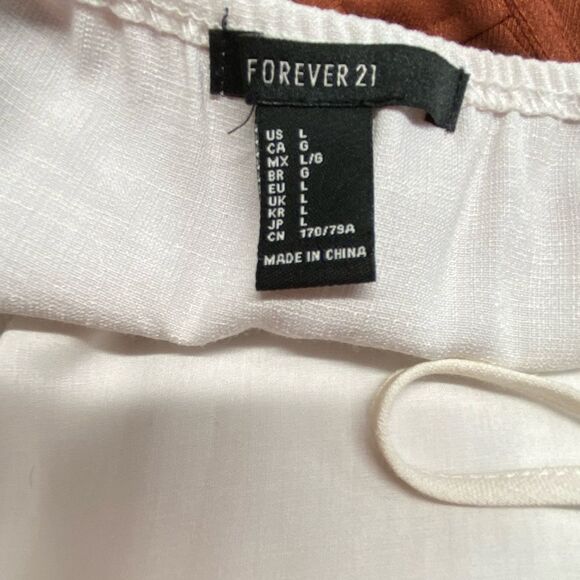 FOREVER 21
US L
CA G
MX L/G
BR G
EU L
UK L
KR L
JP L
CN 170/79A
MADE IN CHINA